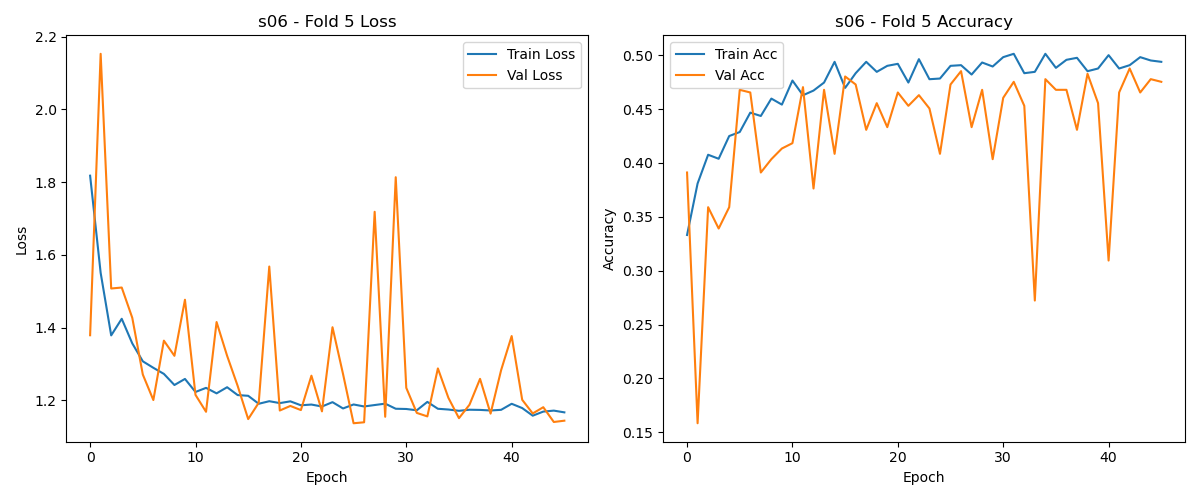 s06 - Fold 5 Loss
Train Loss
Val Loss
2.2
2.0
1.8
1.6
1.4
1.2
Loss
0 10 20 30 40
Epoch
s06 - Fold 5 Accuracy
Train Acc
Val Acc
0.50
0.45
0.40
0.35
0.30
0.25
0.20
0.15
Accuracy
0 10 20 30 40
Epoch